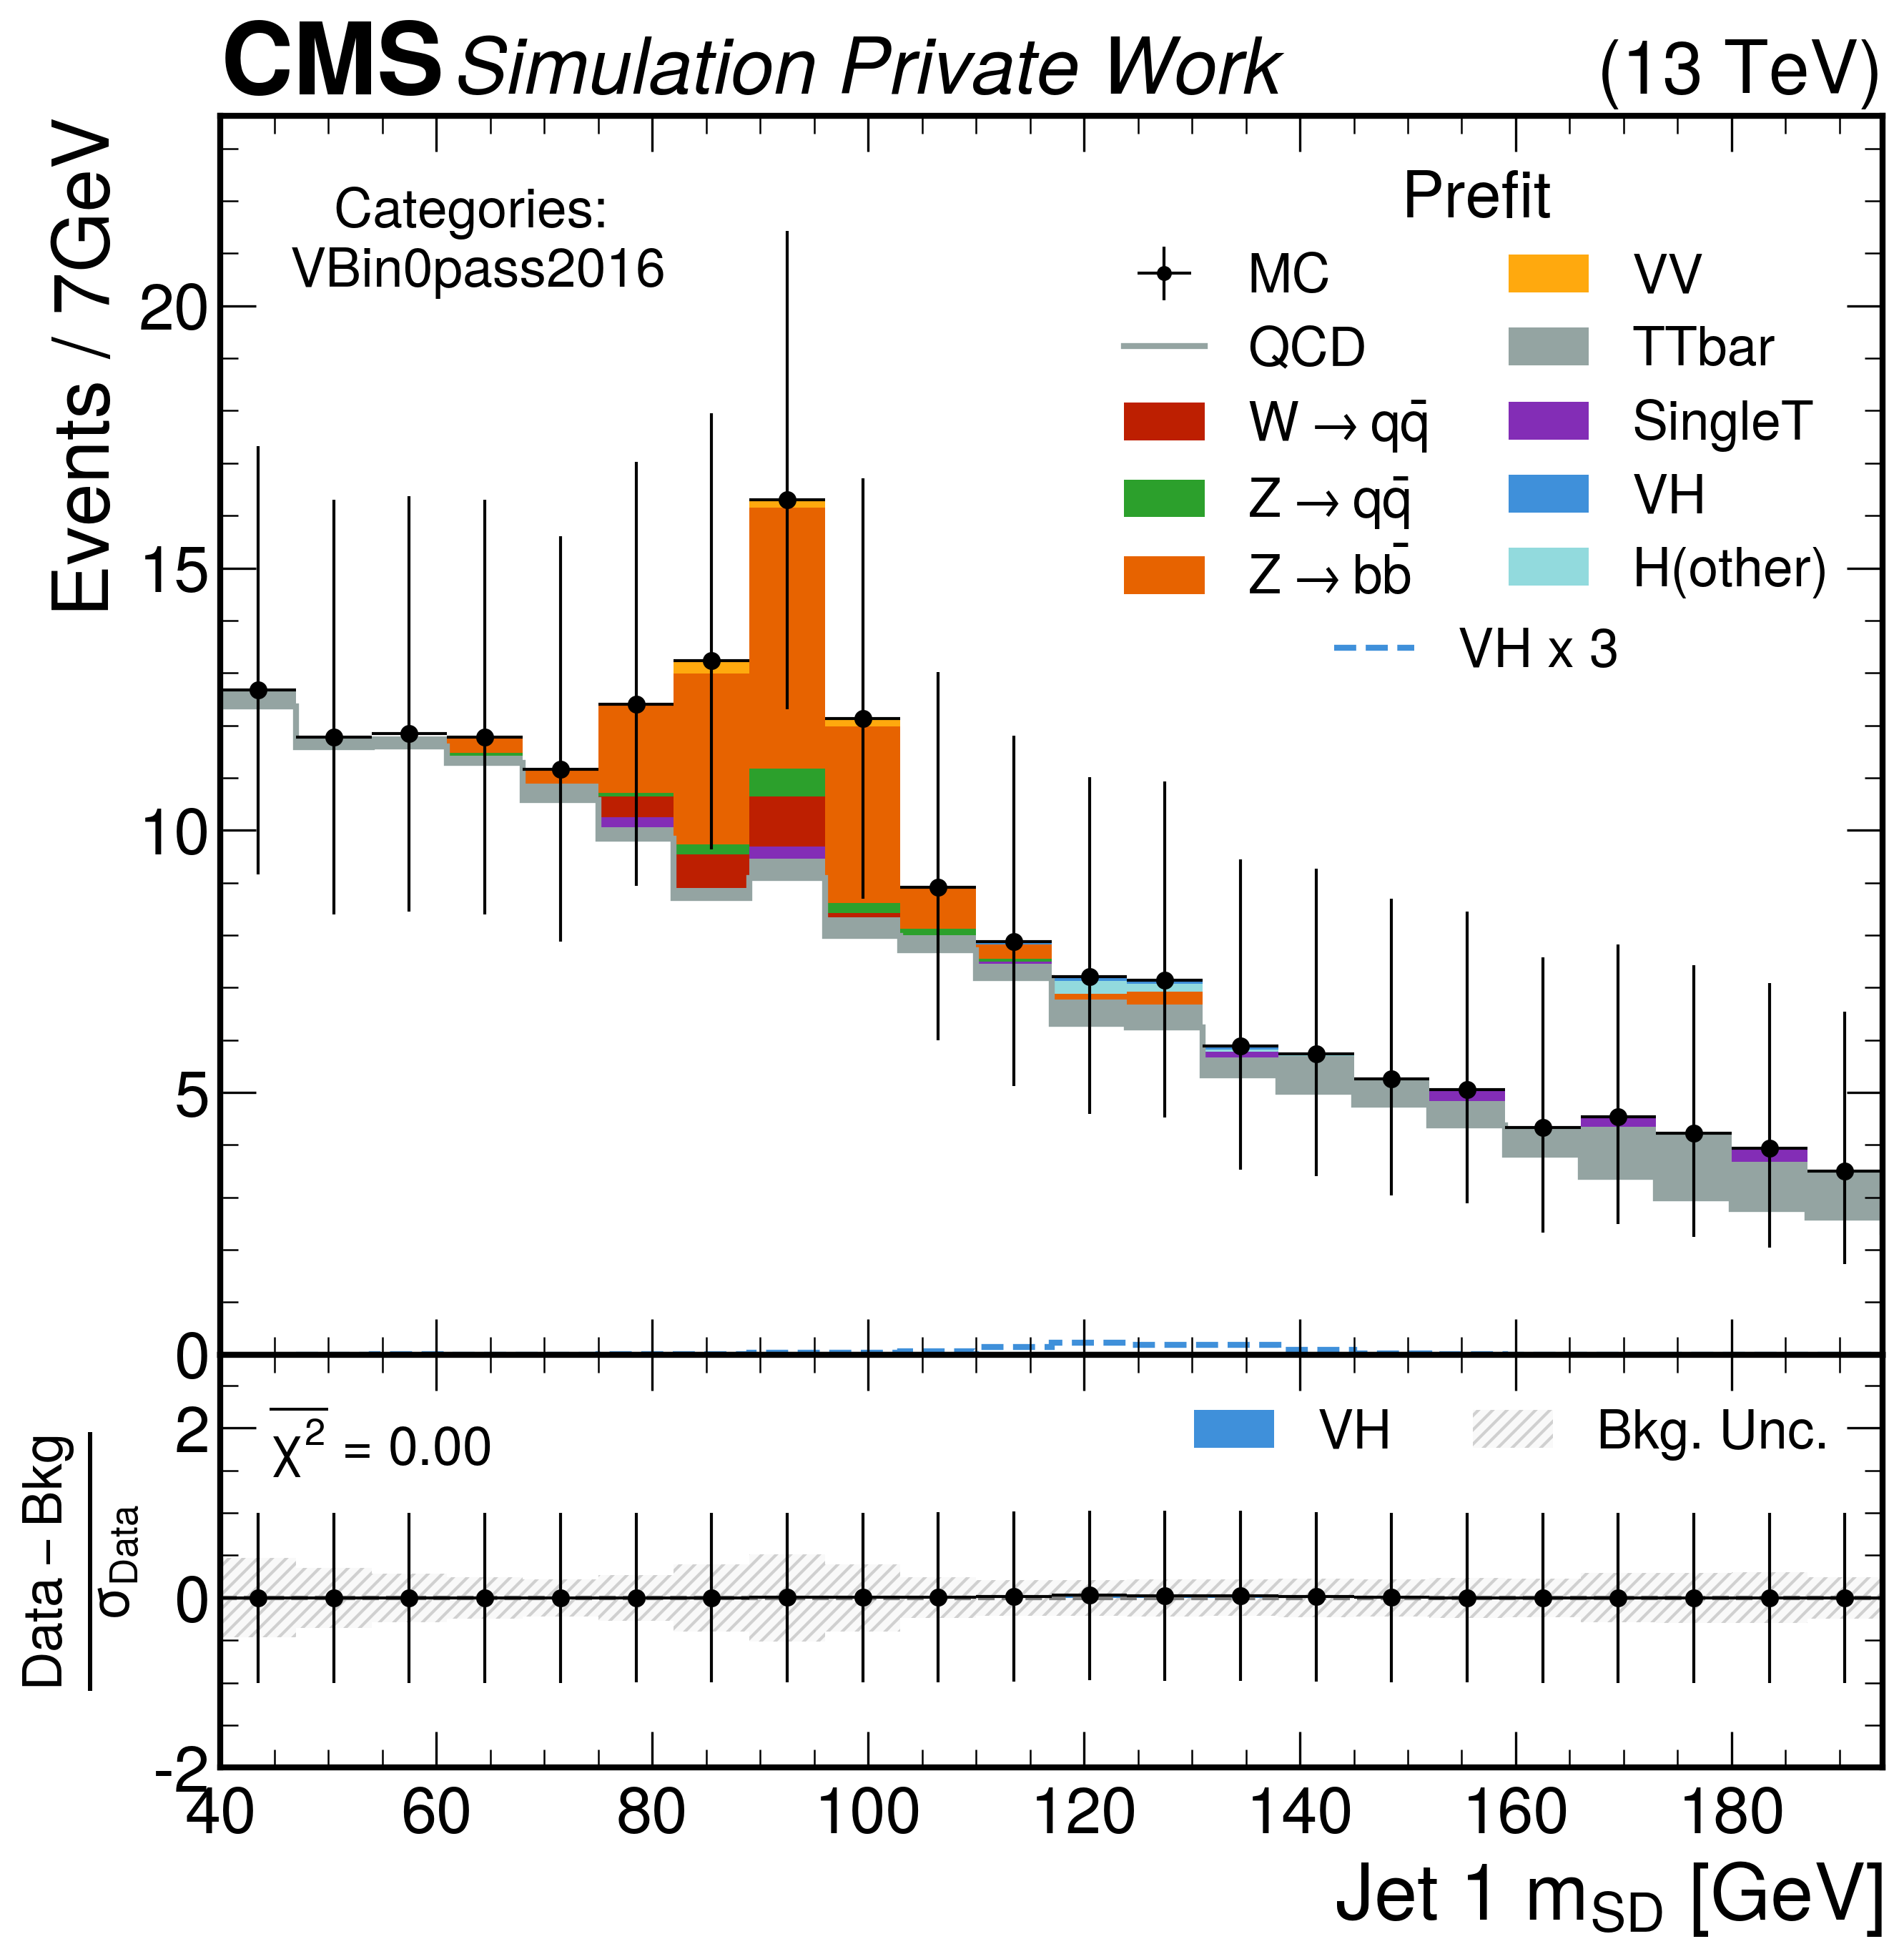 CMS Simulation Private Work (13 TeV)
Events / 7GeV
Categories:
VBin0pass2016
Prefit
MC
QCD
W → qq̄
Z → qq̄
Z → bb̄
VV
TTbar
SingleT
VH
H(other)
VH x 3
20
15
10
5
0
Data – Bkg
σData
χ² = 0.00
VH
Bkg. Unc.
2
0
-2
40 60 80 100 120 140 160 180
Jet 1 mSD [GeV]